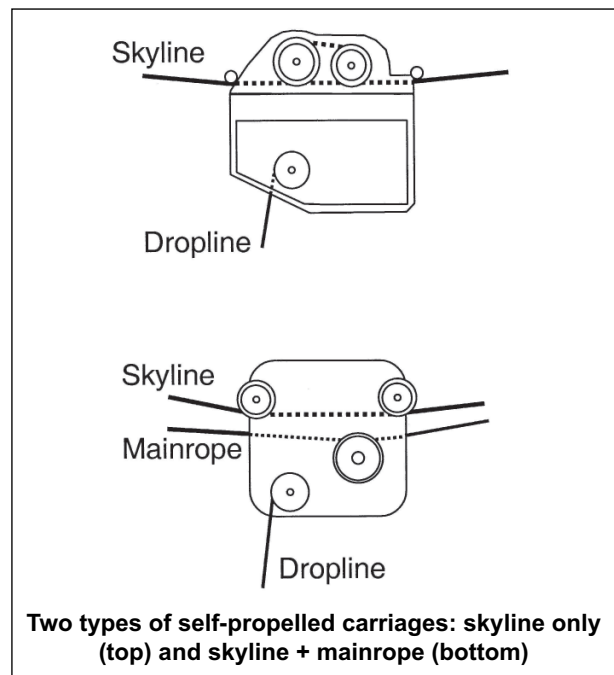 Skyline
Dropline
Skyline
Mainrope
Dropline
Two types of self-propelled carriages: skyline only
(top) and skyline + mainrope (bottom)